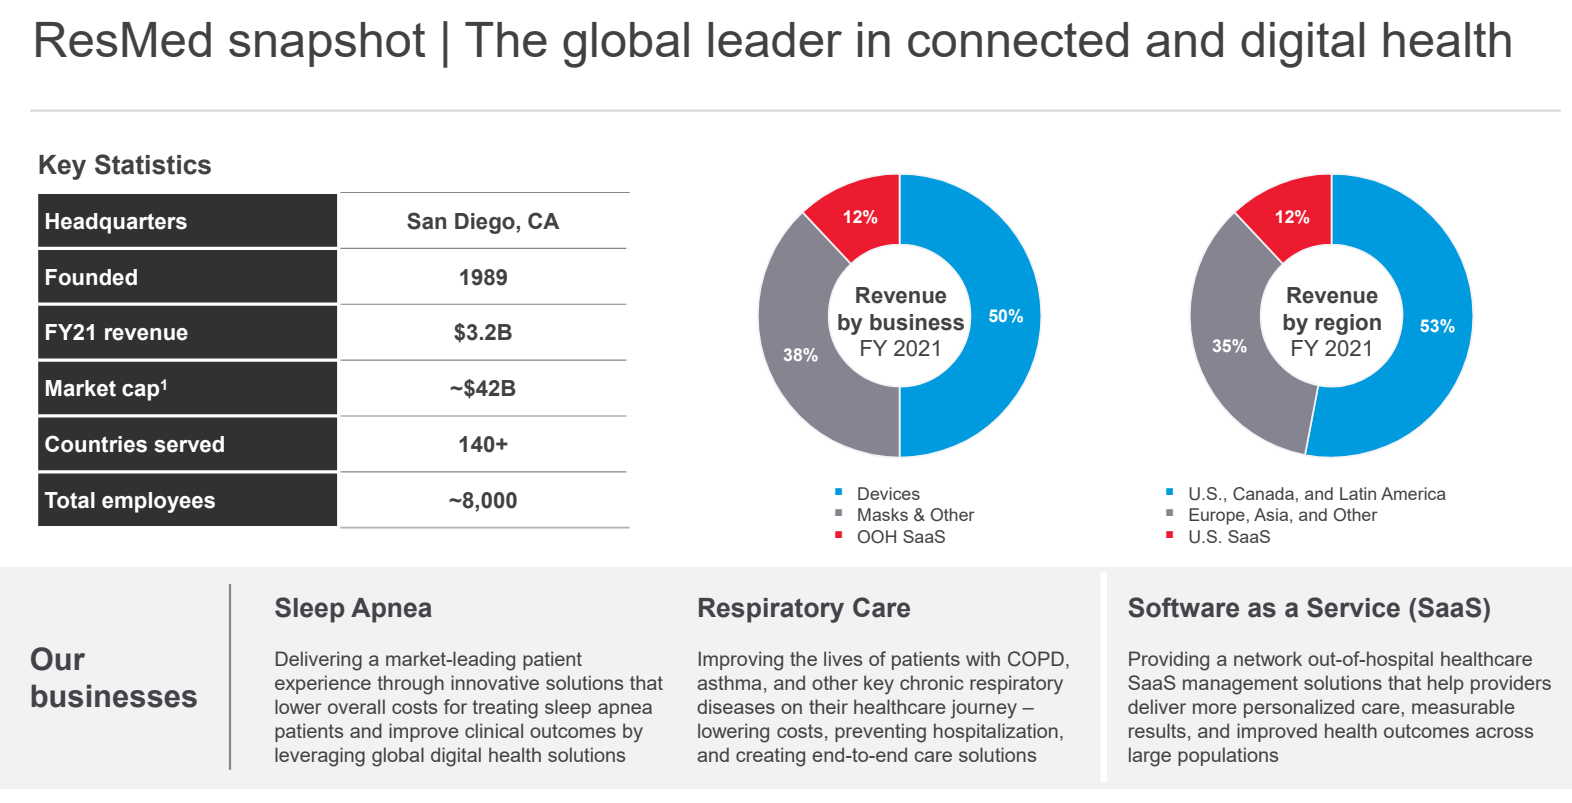 ResMed snapshot | The global leader in connected and digital health
Key Statistics
Headquarters San Diego, CA
Founded 1989
FY21 revenue $3.2B
Market cap¹ ~$42B
Countries served 140+
Total employees ~8,000
12%
50%
38%
Revenue
by business
FY 2021
Devices
Masks & Other
OOH SaaS
12%
53%
35%
Revenue
by region
FY 2021
U.S., Canada, and Latin America
Europe, Asia, and Other
U.S. SaaS
Our
businesses
Sleep Apnea
Delivering a market-leading patient
experience through innovative solutions that
lower overall costs for treating sleep apnea
patients and improve clinical outcomes by
leveraging global digital health solutions
Respiratory Care
Improving the lives of patients with COPD,
asthma, and other key chronic respiratory
diseases on their healthcare journey –
lowering costs, preventing hospitalization,
and creating end-to-end care solutions
Software as a Service (SaaS)
Providing a network out-of-hospital healthcare
SaaS management solutions that help providers
deliver more personalized care, measurable
results, and improved health outcomes across
large populations